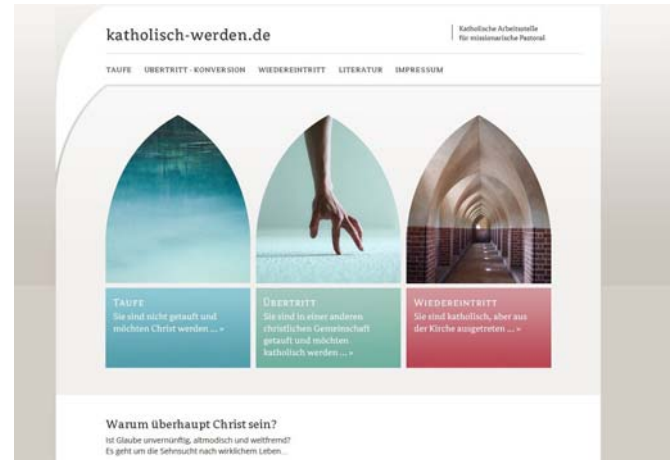 katholisch-werden.de
Katholische Arbeitsstelle
für missionarische Pastoral
TAUFE ÜBERTRITT - KONVERSION WIEDEREINTRITT LITERATUR IMPRESSUM
TAUFE
Sie sind nicht getauft und
möchten Christ werden ... »
ÜBERTRITT
Sie sind in einer anderen
christlichen Gemeinschaft
getauft und möchten
katholisch werden ... »
WIEDEREINTRITT
Sie sind katholisch, aber aus
der Kirche ausgetreten ... »
Warum überhaupt Christ sein?
Ist Glaube unvernünftig, altmodisch und weltfremd?
Es geht um die Sehnsucht nach wirklichem Leben...